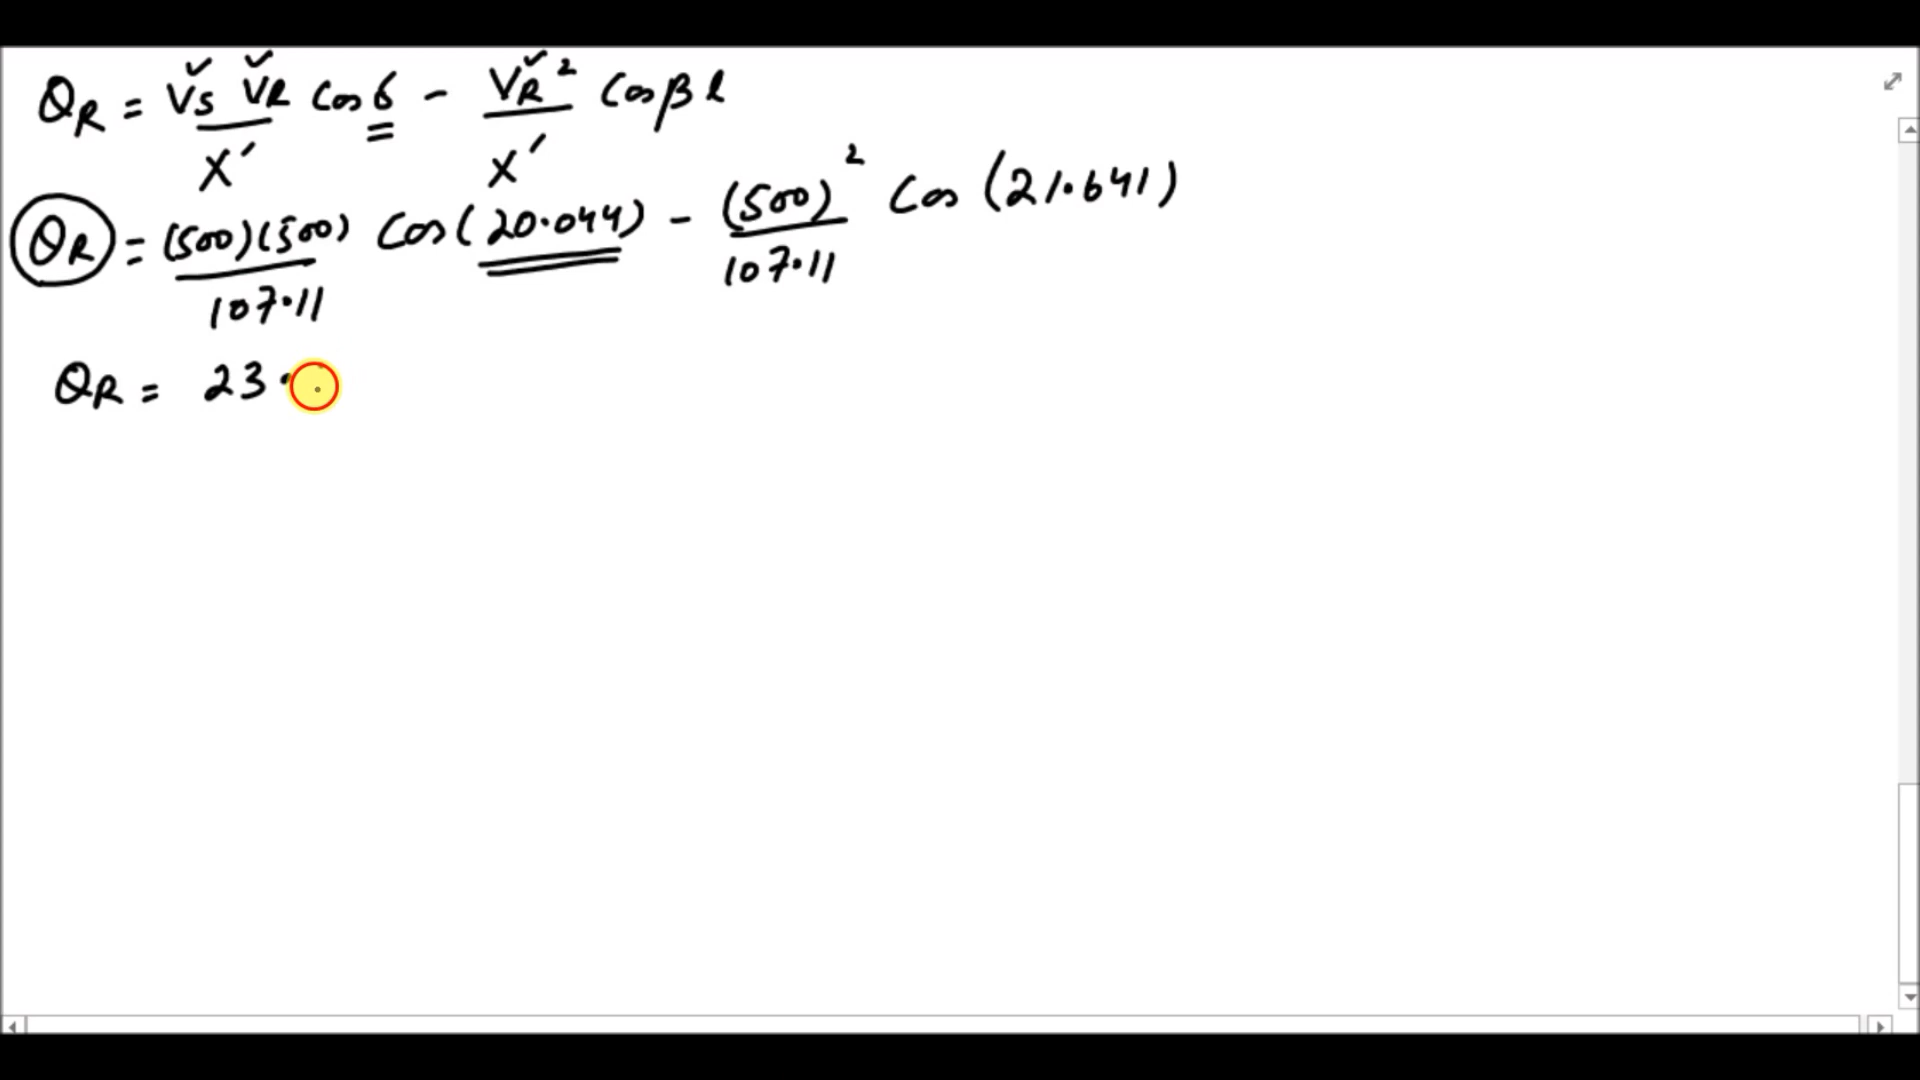 QR = Vs VR / X′ Cos δ - VR² / X′ Cos β l
QR = (500)(500) / 107.11 Cos (20.044) - (500)² / 107.11 Cos (21.641)
QR = 23.